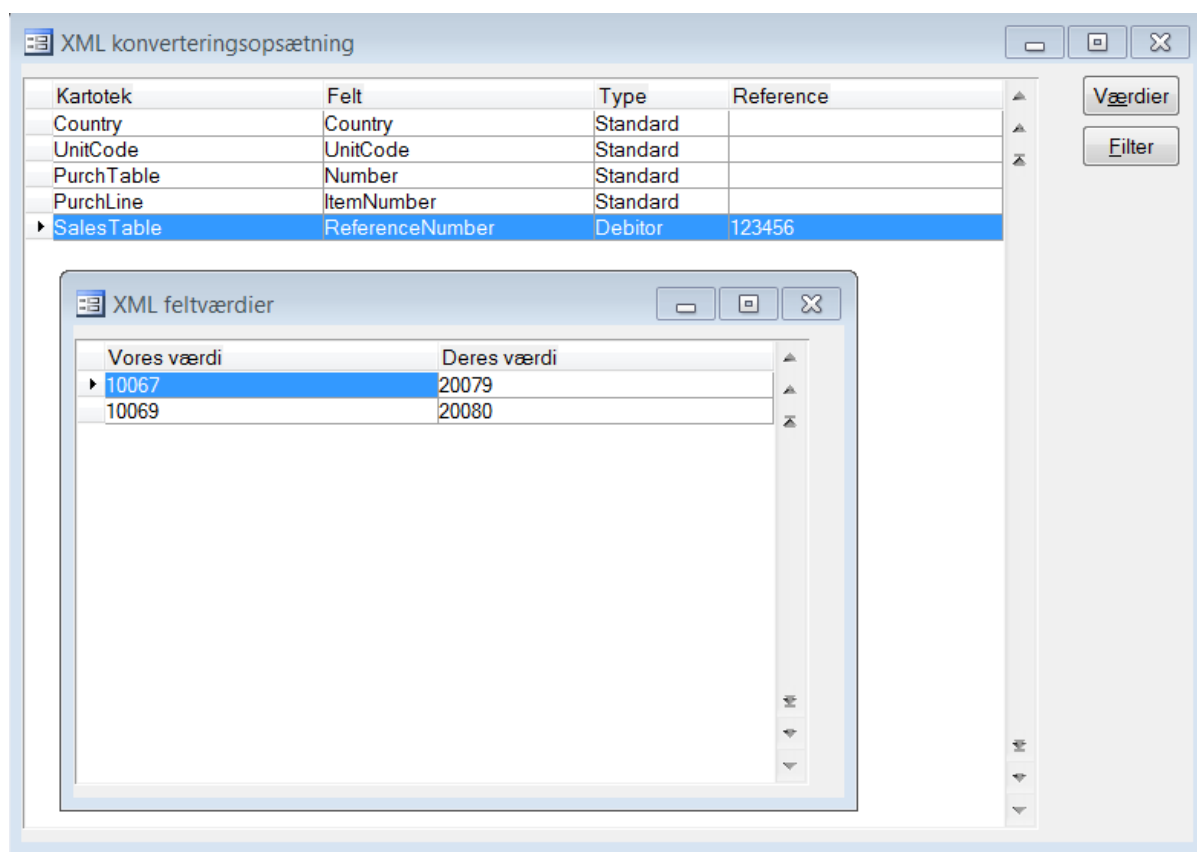 XML konverteringsopsætning
Kartotek Felt Type Reference
Værdier
Country Country Standard
Filter
UnitCode UnitCode Standard
PurchTable Number Standard
PurchLine ItemNumber Standard
SalesTable ReferenceNumber Debitor 123456
XML feltværdier
Vores værdi Deres værdi
10067 20079
10069 20080